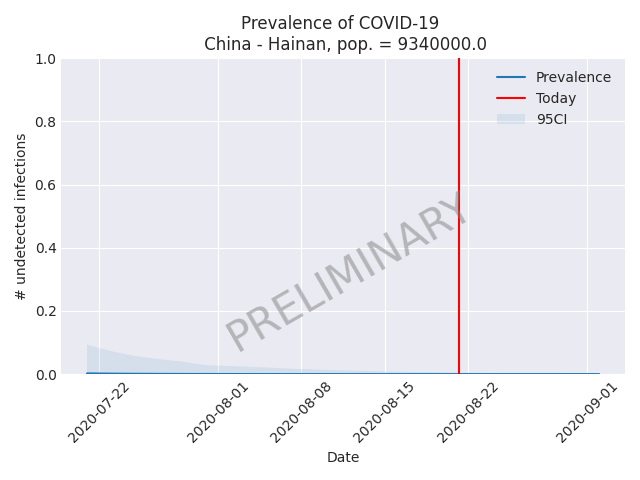 Prevalence of COVID-19
China - Hainan, pop. = 9340000.0
1.0
0.8
0.6
0.4
0.2
0.0
# undetected infections
Prevalence
Today
95CI
PRELIMINARY
2020-07-22
2020-08-01
2020-08-08
2020-08-15
2020-08-22
2020-09-01
Date